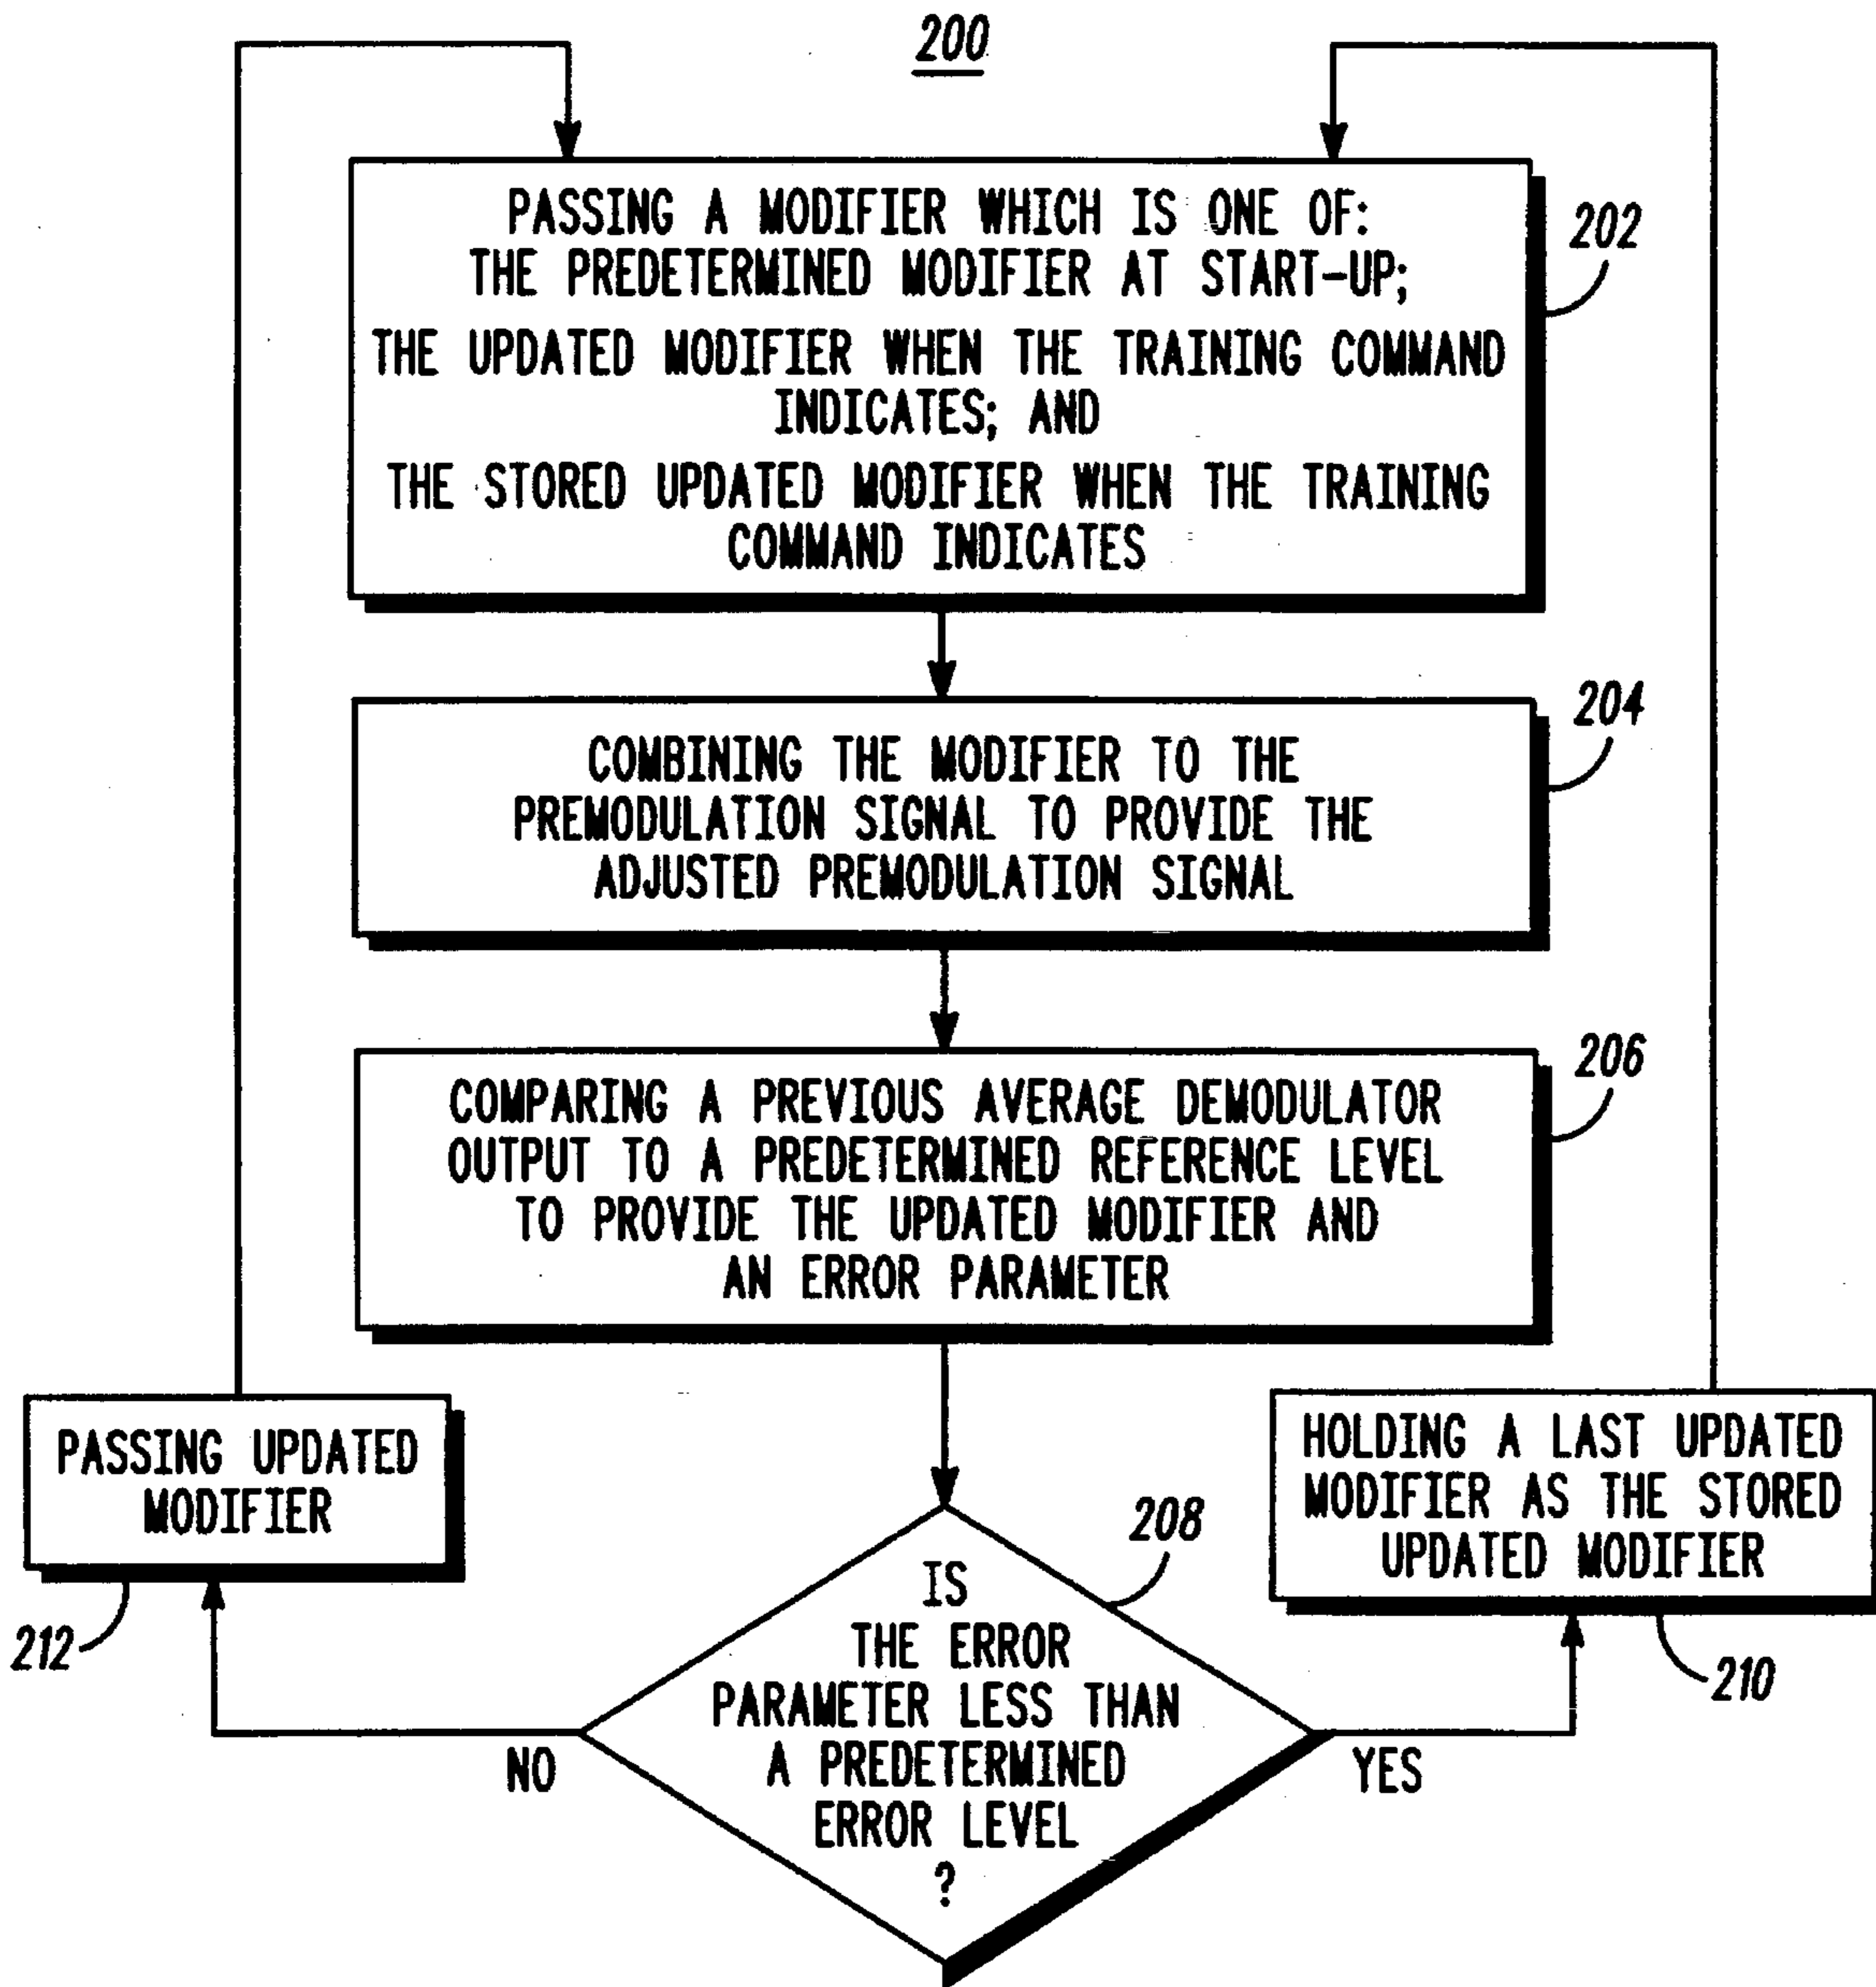 200
PASSING A MODIFIER WHICH IS ONE OF:
THE PREDETERMINED MODIFIER AT START-UP;
THE UPDATED MODIFIER WHEN THE TRAINING COMMAND
INDICATES; AND
THE STORED UPDATED MODIFIER WHEN THE TRAINING
COMMAND INDICATES
202
COMBINING THE MODIFIER TO THE
PREMODULATION SIGNAL TO PROVIDE THE
ADJUSTED PREMODULATION SIGNAL
204
COMPARING A PREVIOUS AVERAGE DEMODULATOR
OUTPUT TO A PREDETERMINED REFERENCE LEVEL
TO PROVIDE THE UPDATED MODIFIER AND
AN ERROR PARAMETER
206
PASSING UPDATED
MODIFIER
212
IS
THE ERROR
PARAMETER LESS THAN
A PREDETERMINED
ERROR LEVEL
?
208
NO
YES
HOLDING A LAST UPDATED
MODIFIER AS THE STORED
UPDATED MODIFIER
210